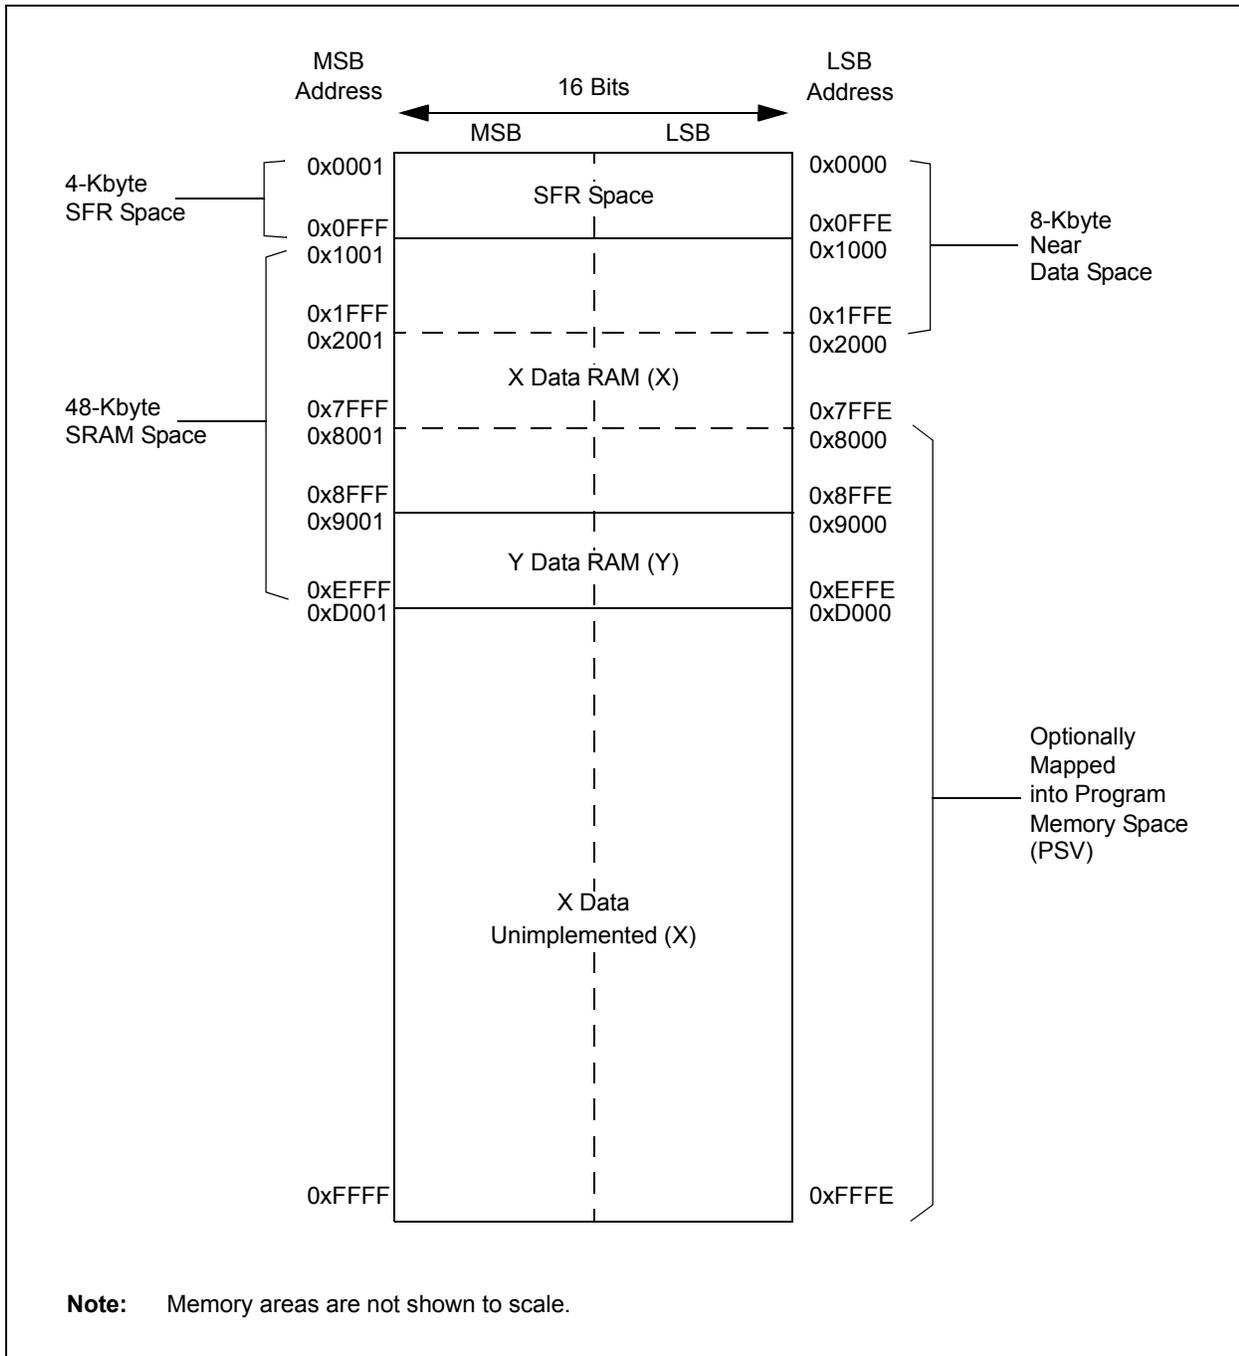 MSB
Address
16 Bits
LSB
Address
MSB
LSB
0x0001
0x0000
4-Kbyte
SFR Space
SFR Space
0x0FFF
0x0FFE
8-Kbyte
Near
Data Space
0x1001
0x1000
0x1FFF
0x1FFE
0x2001
0x2000
X Data RAM (X)
48-Kbyte
SRAM Space
0x7FFF
0x7FFE
0x8001
0x8000
0x8FFF
0x8FFE
0x9001
0x9000
Y Data RAM (Y)
0xEFFF
0xEFFE
0xD001
0xD000
Optionally
Mapped
into Program
Memory Space
(PSV)
X Data
Unimplemented (X)
0xFFFF
0xFFFE
Note: Memory areas are not shown to scale.